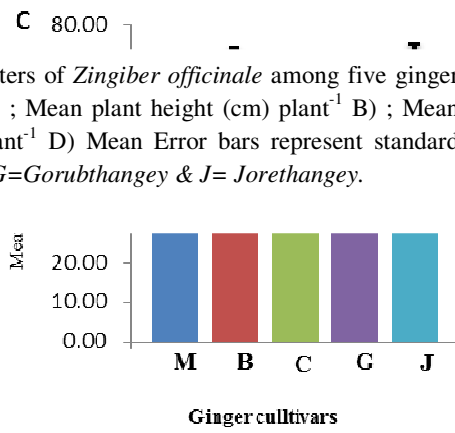 C 80.00
ters of Zingiber officinale among five ginger
; Mean plant height (cm) plant-1 B) ; Mean
ant-1 D) Mean Error bars represent standard
G=Gorubthangey & J= Jorethangey.
Mea
20.00
10.00
0.00
M B C G J
Ginger culltivars